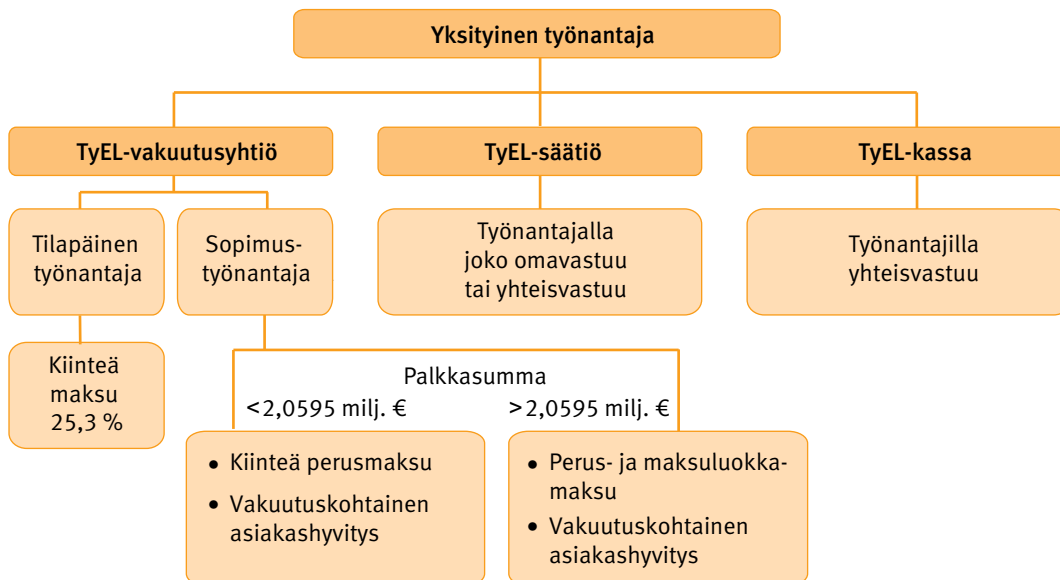 Yksityinen työnantaja
TyEL-vakuutusyhtiö
TyEL-säätiö
TyEL-kassa
Tilapäinen
työnantaja
Sopimus-
työnantaja
Työnantajalla
joko omavastuu
tai yhteisvastuu
Työnantajilla
yhteisvastuu
Kiinteä
maksu
25,3 %
Palkkasumma
<2,0595 milj. €
>2,0595 milj. €
• Kiinteä perusmaksu
• Vakuutuskohtainen
asiakashyvitys
• Perus- ja maksuluokka-
maksu
• Vakuutuskohtainen
asiakashyvitys